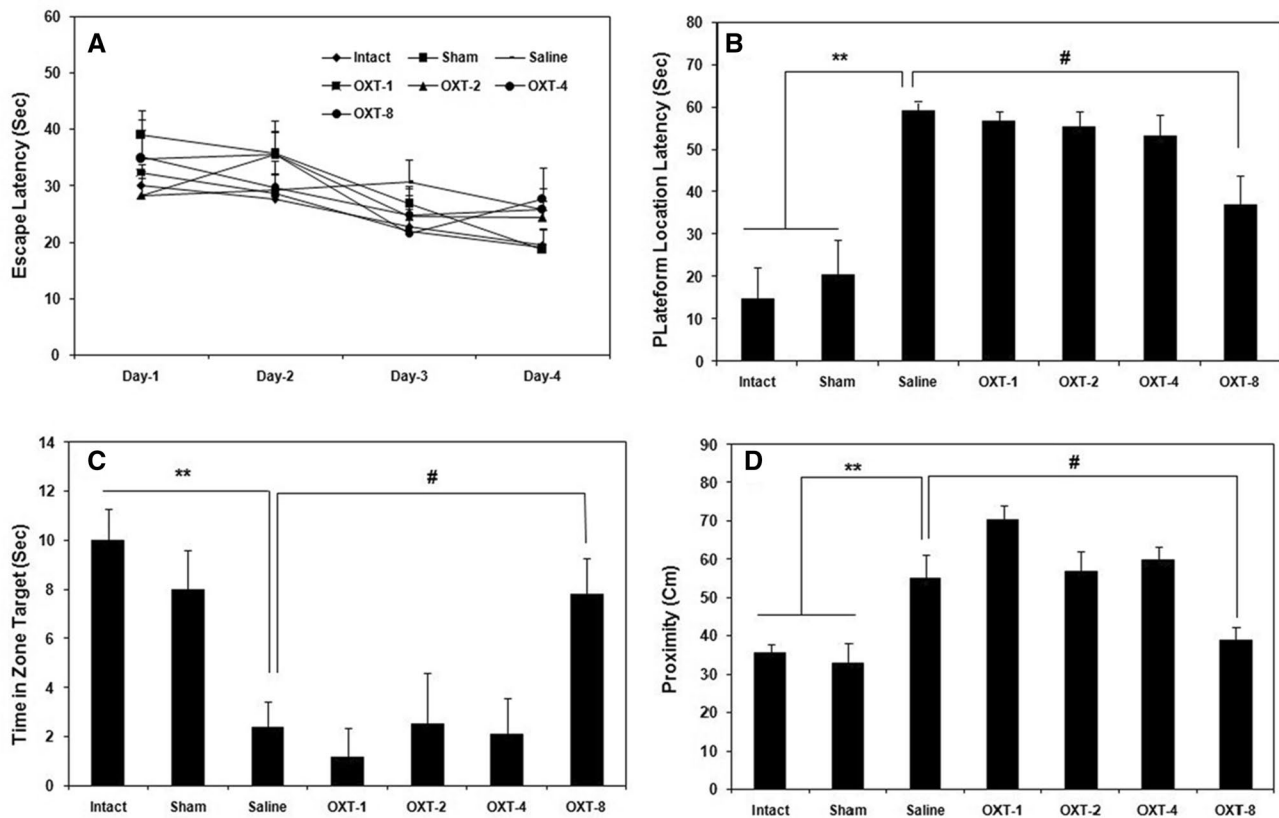 A
Escape Latency (Sec)
60
50
40
30
20
10
0
Intact Sham Saline
OXT-1 OXT-2 OXT-4
OXT-8
Day-1 Day-2 Day-3 Day-4
B
PLateform Location Latency (Sec)
80
70
60
50
40
30
20
10
0
** #
Intact Sham Saline OXT-1 OXT-2 OXT-4 OXT-8
C
Time in Zone Target (Sec)
14
12
10
8
6
4
2
0
** #
Intact Sham Saline OXT-1 OXT-2 OXT-4 OXT-8
D
Proximity (Cm)
90
80
70
60
50
40
30
20
10
0
** #
Intact Sham Saline OXT-1 OXT-2 OXT-4 OXT-8